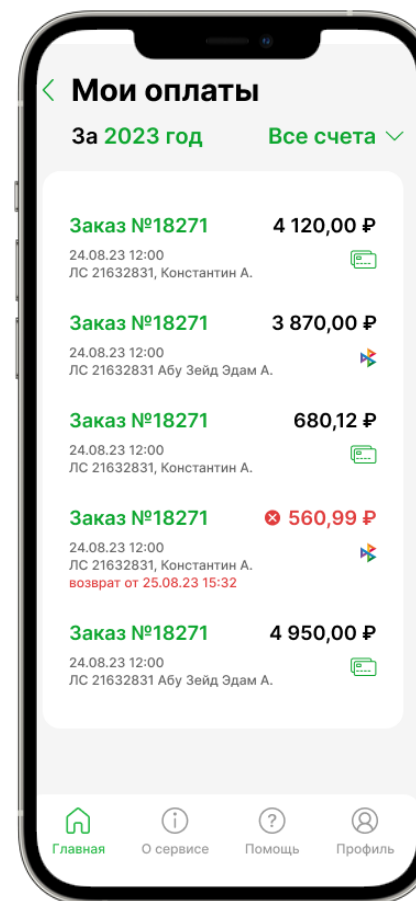 Мои оплаты
За 2023 год Все счета
Заказ №18271 4 120,00 ₽
24.08.23 12:00
ЛС 21632831, Константин А.
Заказ №18271 3 870,00 ₽
24.08.23 12:00
ЛС 21632831 Абу Зейд Эдам А.
Заказ №18271 680,12 ₽
24.08.23 12:00
ЛС 21632831, Константин А.
Заказ №18271 560,99 ₽
24.08.23 12:00
ЛС 21632831, Константин А.
возврат от 25.08.23 15:32
Заказ №18271 4 950,00 ₽
24.08.23 12:00
ЛС 21632831 Абу Зейд Эдам А.
Главная О сервисе Помощь Профиль